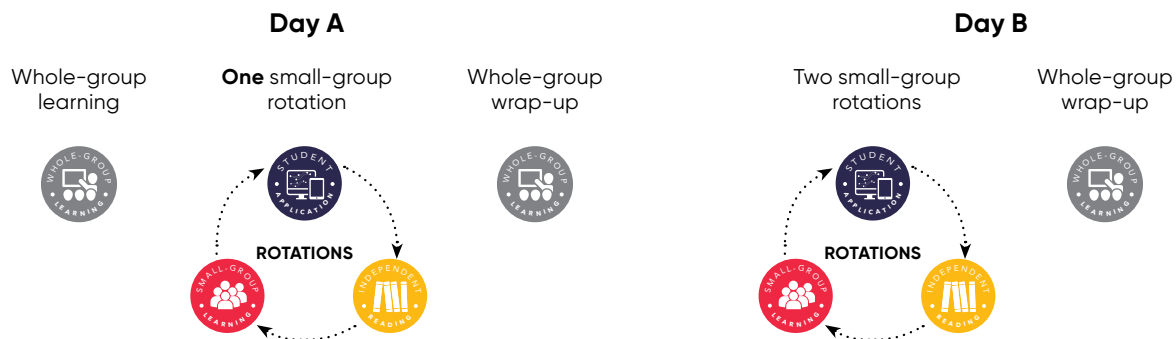 Day A
Whole-group
learning
One small-group
rotation
Whole-group
wrap-up
WHOLE-GROUP
LEARNING
STUDENT
APPLICATION
ROTATIONS
SMALL-GROUP
LEARNING
INDEPENDENT
READING
WHOLE-GROUP
LEARNING
Day B
Two small-group
rotations
Whole-group
wrap-up
STUDENT
APPLICATION
ROTATIONS
SMALL-GROUP
LEARNING
INDEPENDENT
READING
WHOLE-GROUP
LEARNING